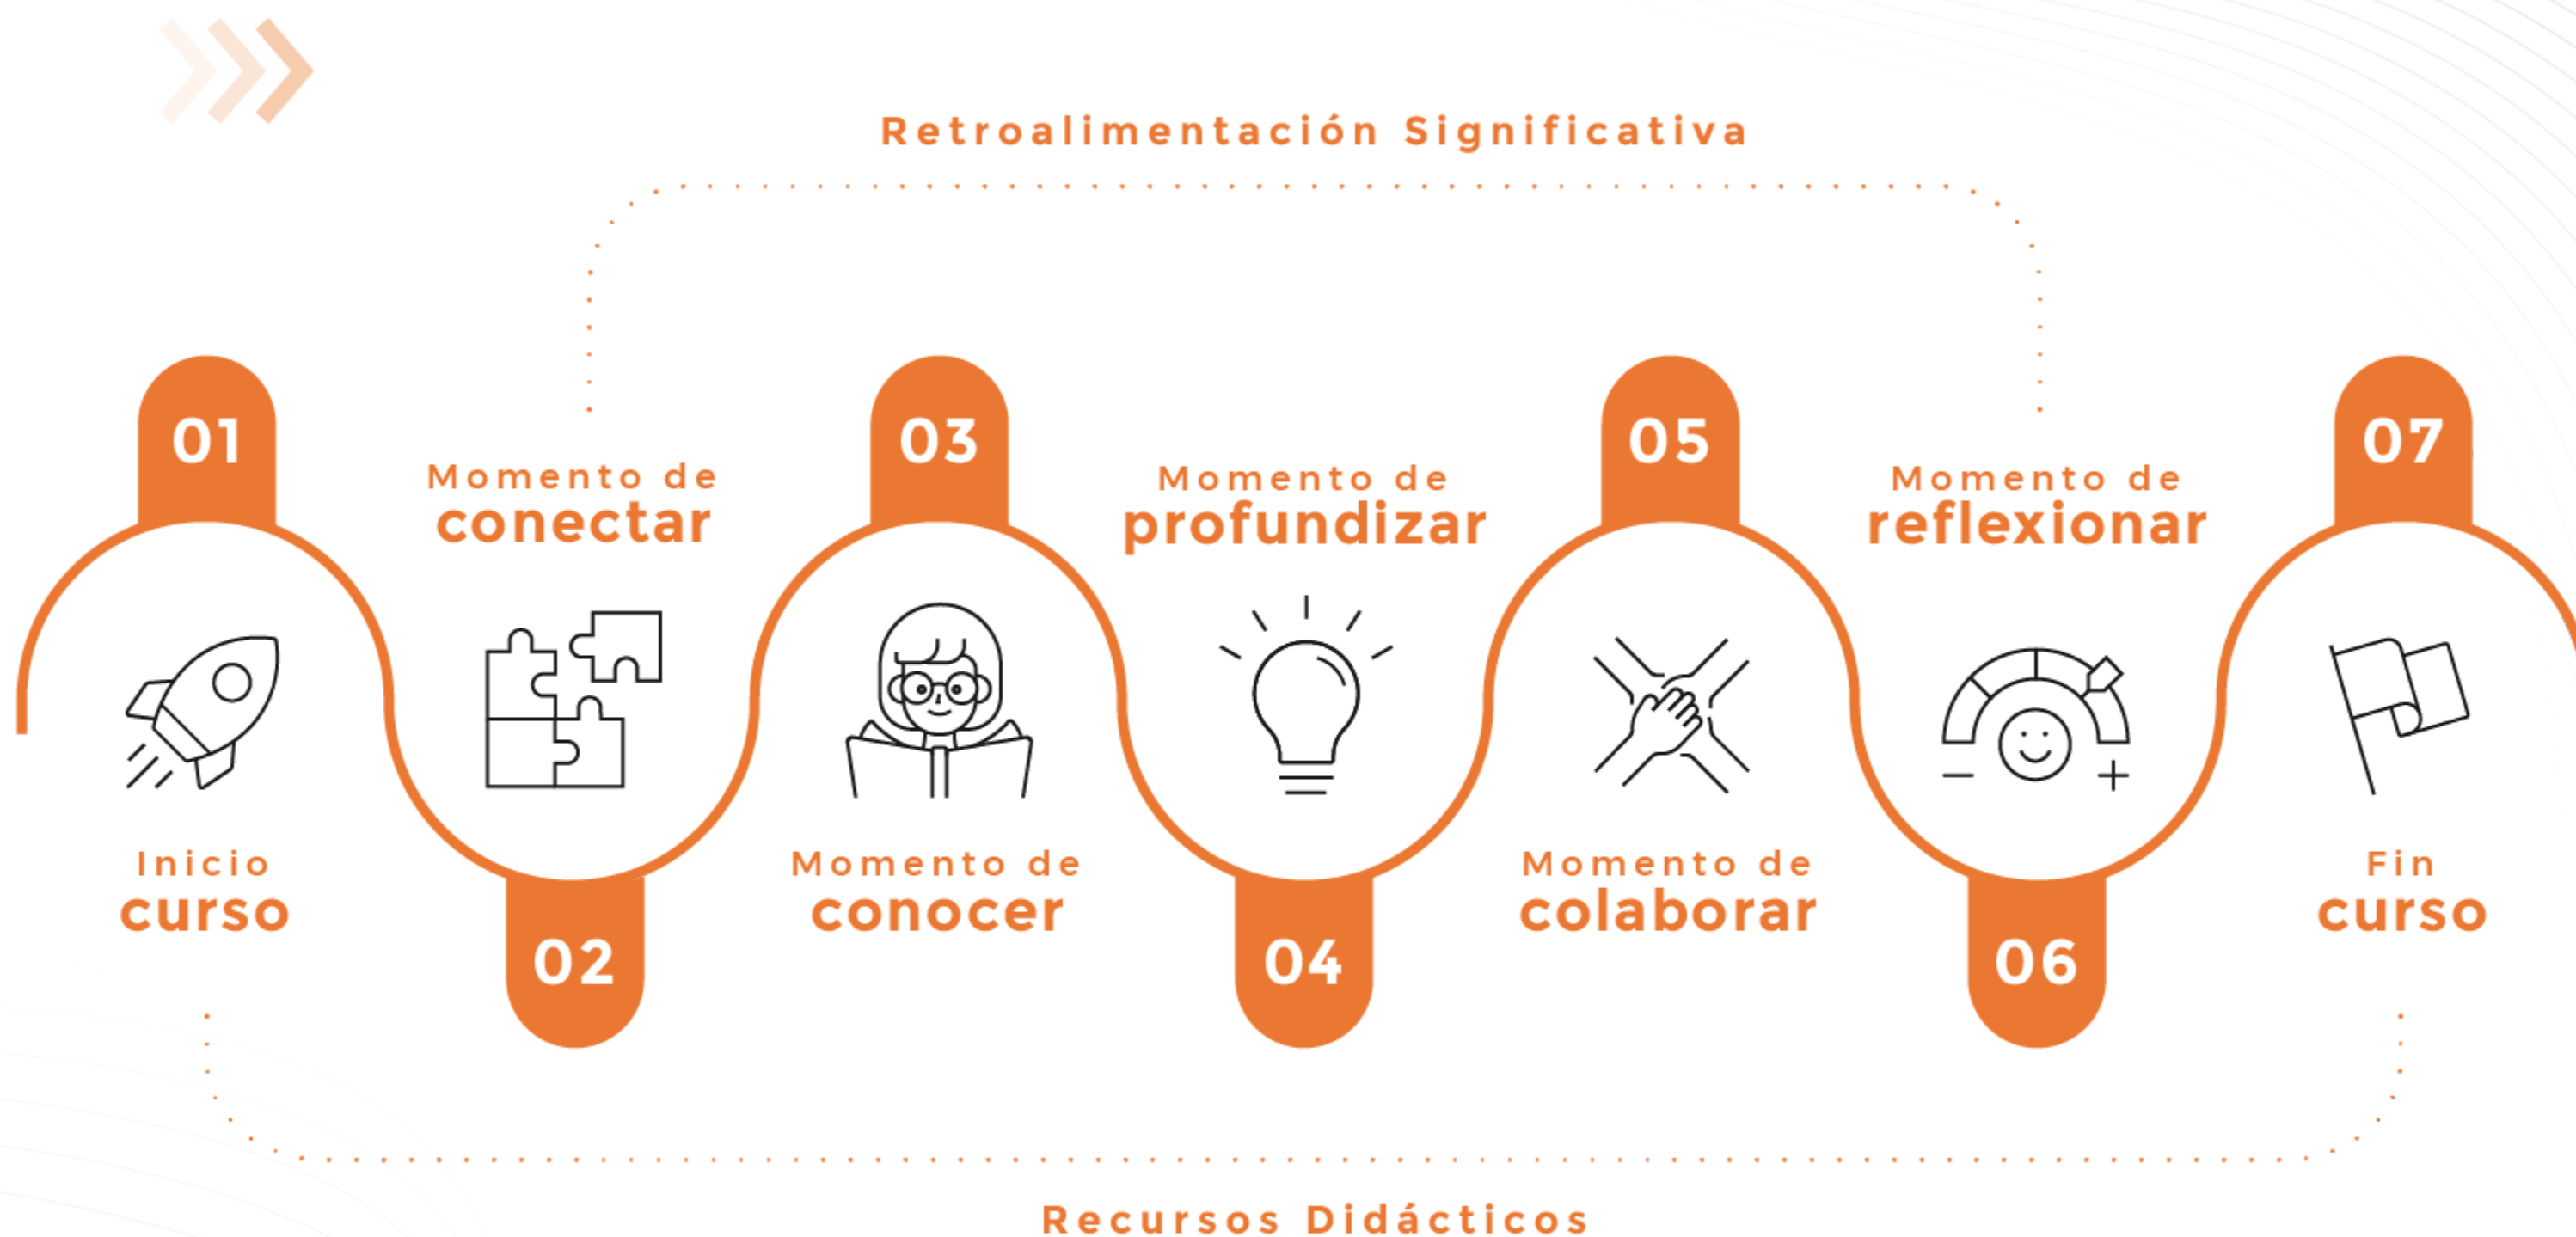 Retroalimentación Significativa
01
Inicio
curso
Momento de
conectar
02
03
Momento de
conocer
Momento de
profundizar
04
05
Momento de
colaborar
Momento de
reflexionar
06
07
Fin
curso
Recursos Didácticos